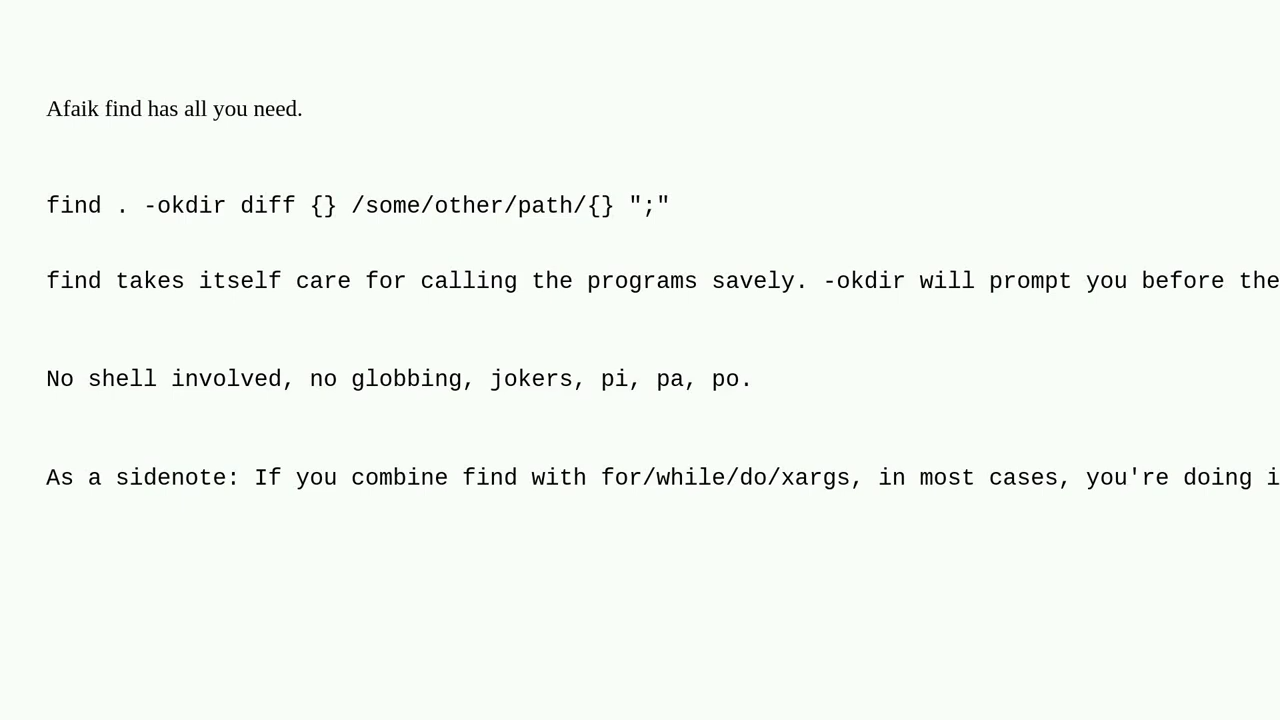 Afaik find has all you need.
find . -okdir diff {} /some/other/path/{} ";"
find takes itself care for calling the programs savely. -okdir will prompt you before the
No shell involved, no globbing, jokers, pi, pa, po.
As a sidenote: If you combine find with for/while/do/xargs, in most cases, you're doing i